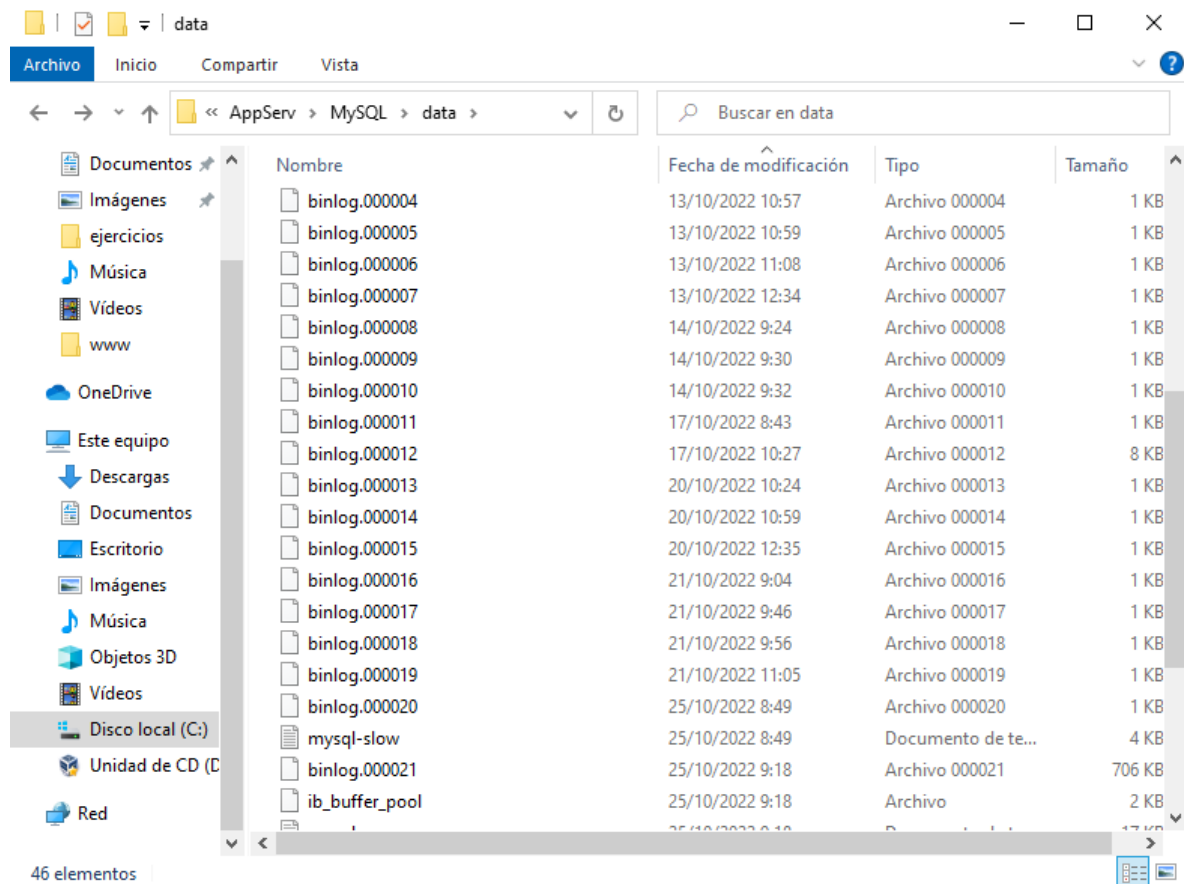 data
Archivo Inicio Compartir Vista
« AppServ > MySQL > data > Buscar en data
Nombre Fecha de modificación Tipo Tamaño
Documentos
Imágenes
ejercicios
Música
Vídeos
www
OneDrive
Este equipo
Descargas
Documentos
Escritorio
Imágenes
Música
Objetos 3D
Vídeos
Disco local (C:)
Unidad de CD (D
Red
binlog.000004 13/10/2022 10:57 Archivo 000004 1 KB
binlog.000005 13/10/2022 10:59 Archivo 000005 1 KB
binlog.000006 13/10/2022 11:08 Archivo 000006 1 KB
binlog.000007 13/10/2022 12:34 Archivo 000007 1 KB
binlog.000008 14/10/2022 9:24 Archivo 000008 1 KB
binlog.000009 14/10/2022 9:30 Archivo 000009 1 KB
binlog.000010 14/10/2022 9:32 Archivo 000010 1 KB
binlog.000011 17/10/2022 8:43 Archivo 000011 1 KB
binlog.000012 17/10/2022 10:27 Archivo 000012 8 KB
binlog.000013 20/10/2022 10:24 Archivo 000013 1 KB
binlog.000014 20/10/2022 10:59 Archivo 000014 1 KB
binlog.000015 20/10/2022 12:35 Archivo 000015 1 KB
binlog.000016 21/10/2022 9:04 Archivo 000016 1 KB
binlog.000017 21/10/2022 9:46 Archivo 000017 1 KB
binlog.000018 21/10/2022 9:56 Archivo 000018 1 KB
binlog.000019 21/10/2022 11:05 Archivo 000019 1 KB
binlog.000020 25/10/2022 8:49 Archivo 000020 1 KB
mysql-slow 25/10/2022 8:49 Documento de te... 4 KB
binlog.000021 25/10/2022 9:18 Archivo 000021 706 KB
ib_buffer_pool 25/10/2022 9:18 Archivo 2 KB
46 elementos